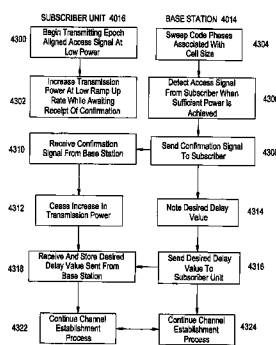 SUBSCRIBER UNIT 4016
BASE STATION 4014
4300
Begin Transmitting Epoch
Aligned Access Signal At
Low Power
Sweep Code Phases
Associated With
Cell Size
4304
4302
Increase Transmission
Power At Low Ramp Up
Rate While Awaiting
Receipt Of Confirmation
Detect Access Signal
From Subscriber When
Sufficient Power Is
Achieved
4306
4310
Receive Confirmation
Signal From Base Station
Send Confirmation Signal
To Subscriber
4308
4312
Cease Increase In
Transmission Power
Note Desired Delay
Value
4314
4318
Receive And Store Desired
Delay Value Sent From
Base Station
Send Desired Delay
Value To
Subscriber Unit
4316
4322
Continue Channel
Establishment
Process
Continue Channel
Establishment
Process
4324